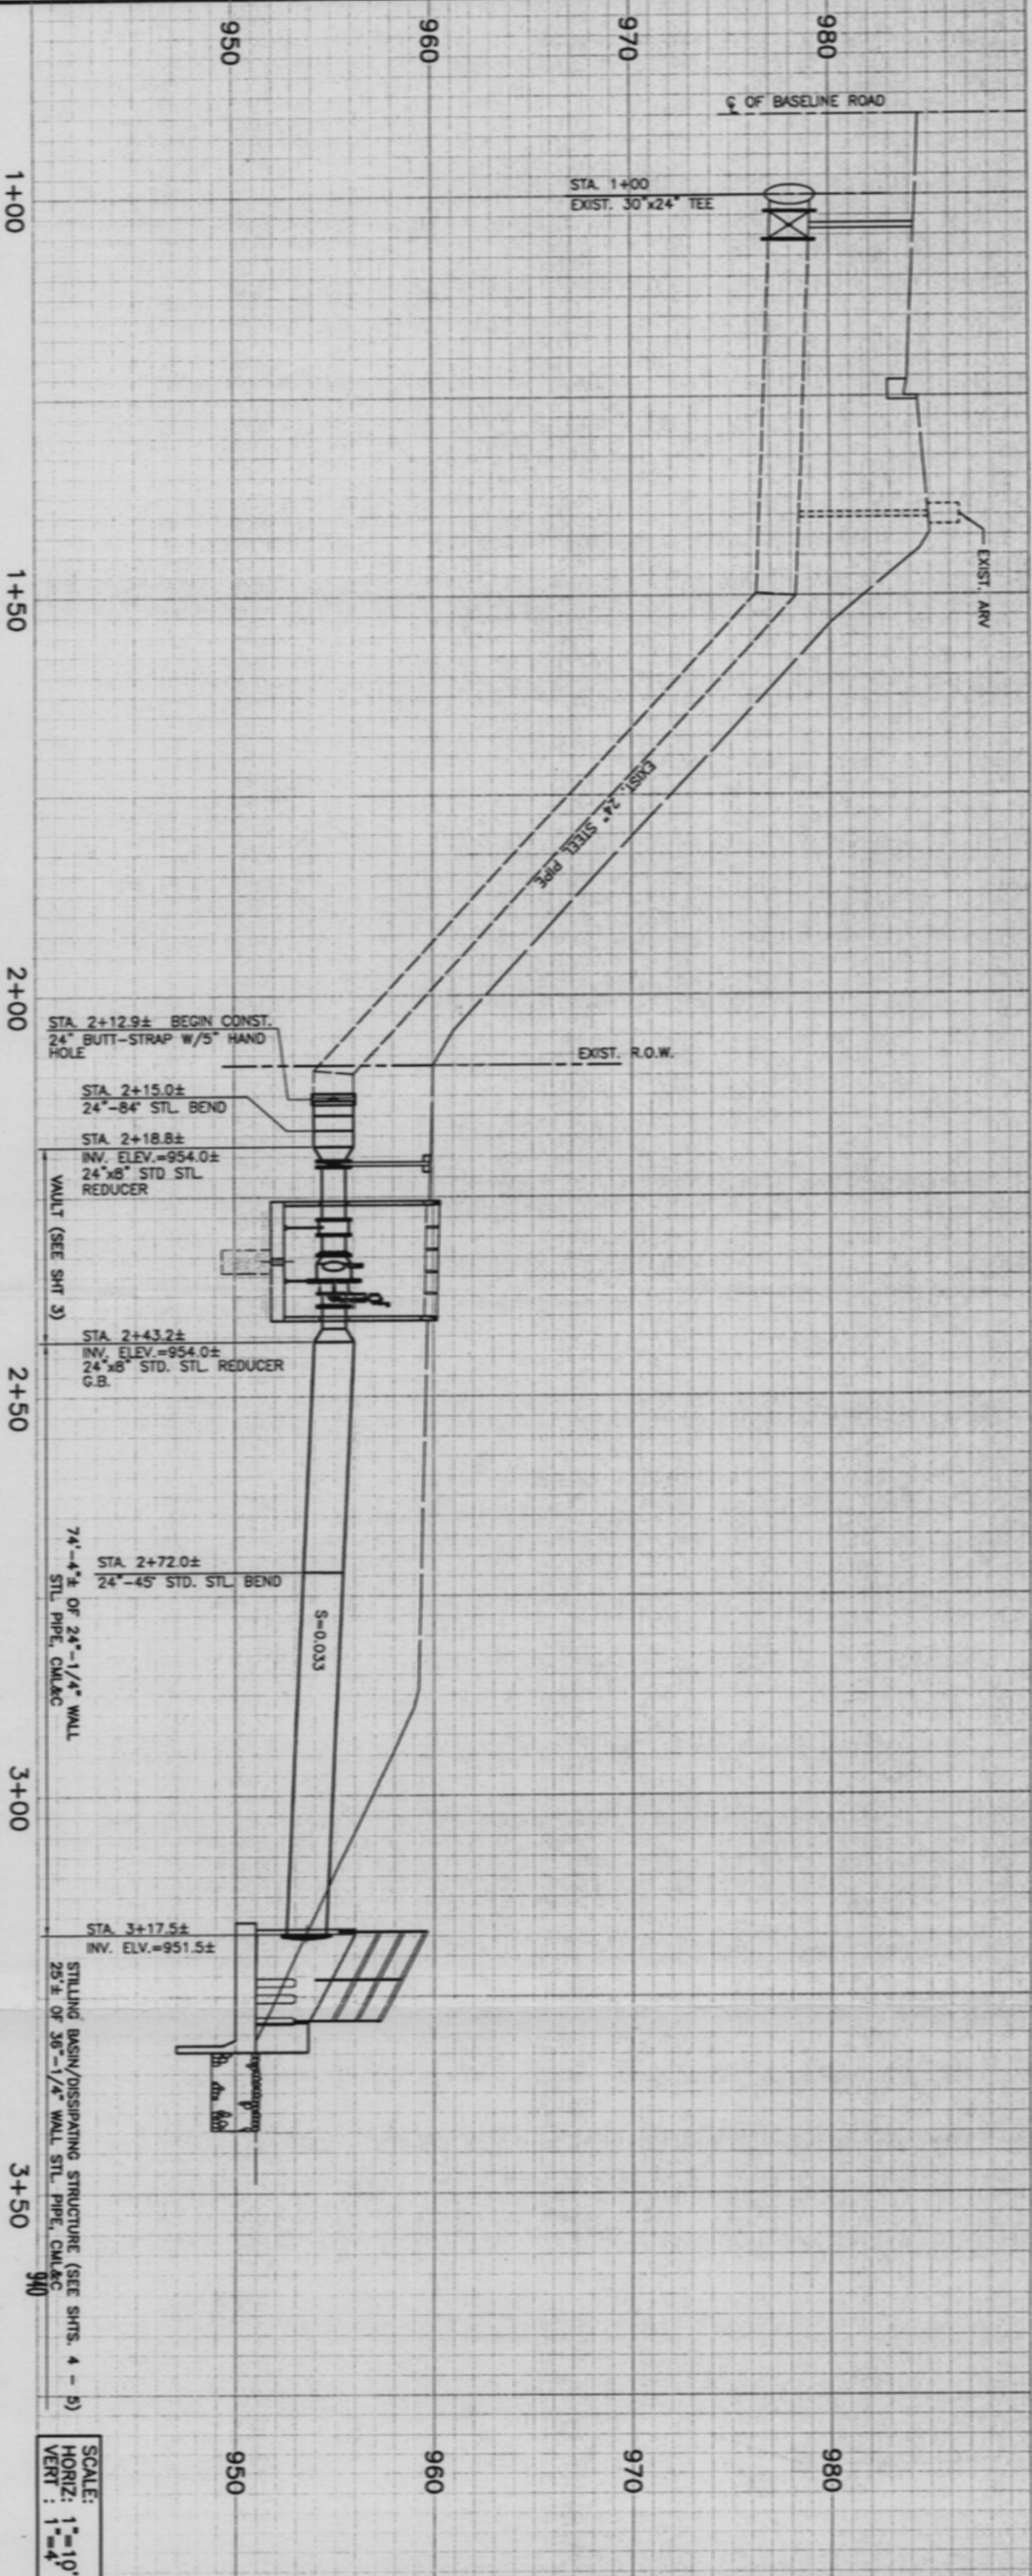 950
960
970
980
℄ OF BASELINE ROAD
STA. 1+00
EXIST. 30"x24" TEE
EXIST. ARV
EXIST. 24" STEEL PIPE
EXIST. R.O.W.
STA. 2+12.9± BEGIN CONST.
24" BUTT-STRAP W/5" HAND
HOLE
STA. 2+15.0±
24"-84° STL. BEND
STA. 2+18.8±
INV. ELEV.=954.0±
24"x8" STD STL.
REDUCER
VAULT (SEE SHT 3)
STA. 2+43.2±
INV. ELEV.=954.0±
24"x8" STD. STL. REDUCER
G.B.
STA. 2+72.0±
24"-45° STD. STL. BEND
S=0.033
74'-4"± OF 24"-1/4" WALL
STL. PIPE, CML&C
STA. 3+17.5±
INV. ELV.=951.5±
STILLING BASIN/DISSIPATING STRUCTURE (SEE SHTS. 4 - 5)
25'± OF 36"-1/4" WALL STL. PIPE, CML&C
940
1+00
1+50
2+00
2+50
3+00
3+50
950
960
970
980
SCALE:
HORIZ: 1"=10'
VERT : 1"=4'